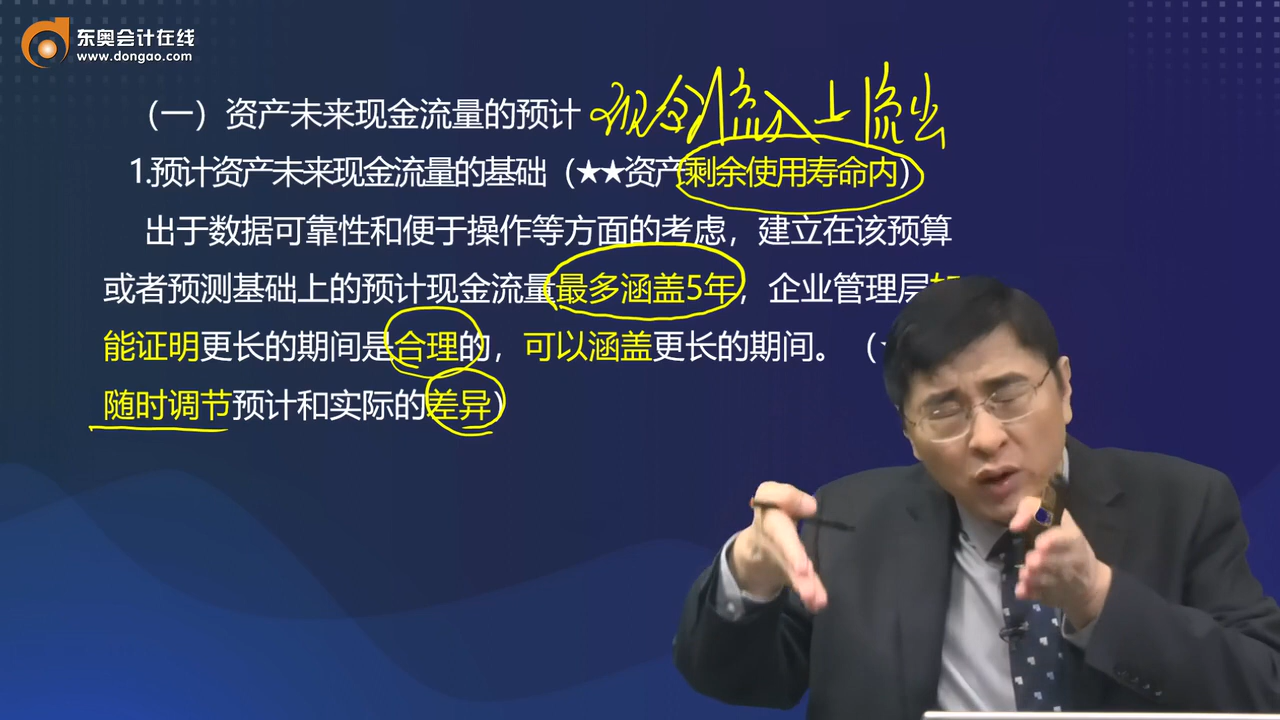 东奥会计在线
www.dongao.com
（一）资产未来现金流量的预计 现金流入 流出
1.预计资产未来现金流量的基础（★★资产剩余使用寿命内）
出于数据可靠性和便于操作等方面的考虑，建立在该预算
或者预测基础上的预计现金流量最多涵盖5年，企业管理层
能证明更长的期间是合理的，可以涵盖更长的期间。（
随时调节预计和实际的差异）